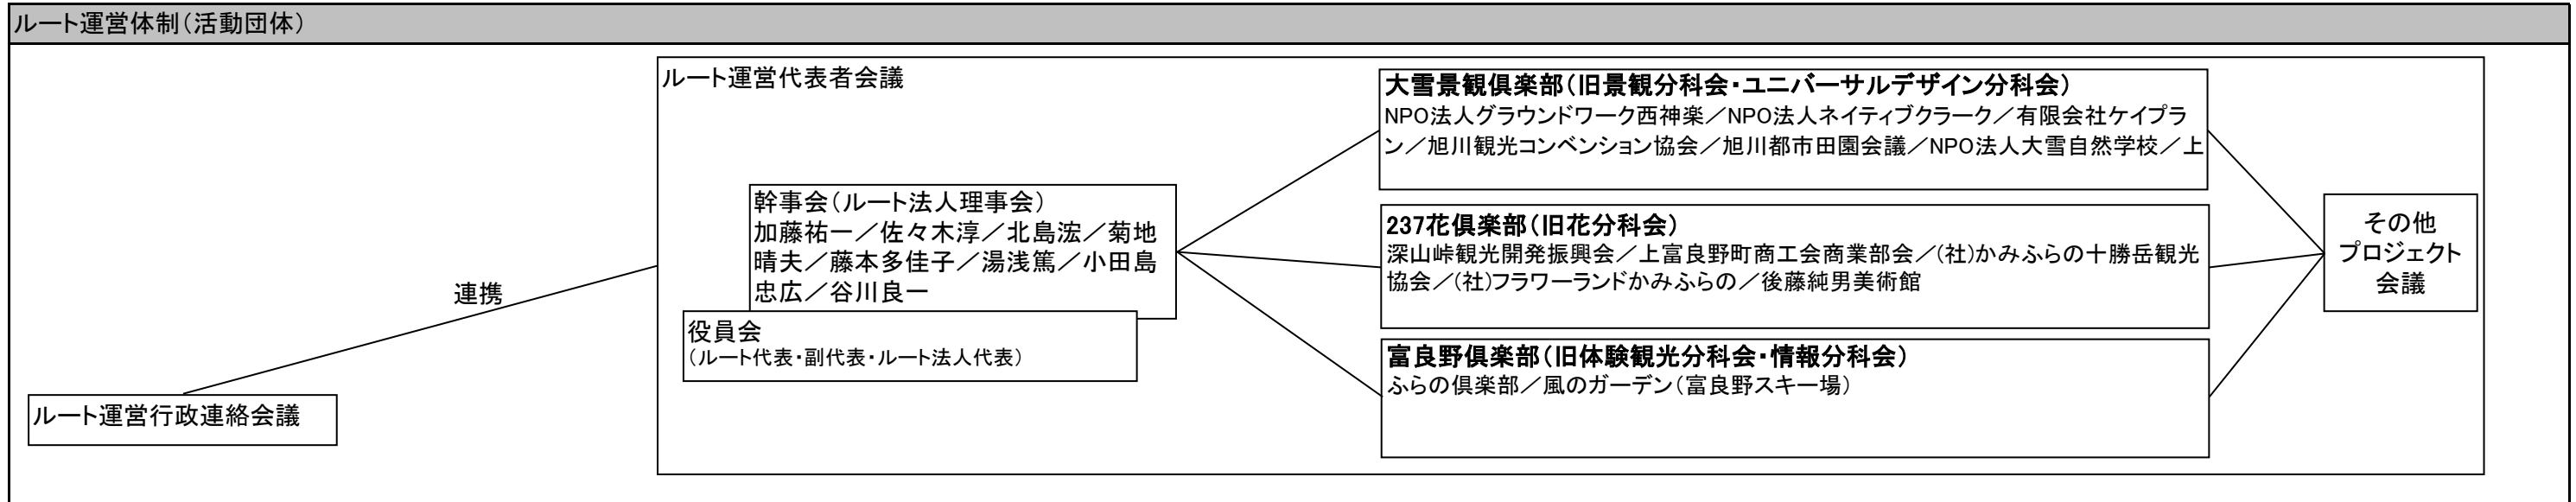 ルート運営体制（活動団体）
ルート運営代表者会議
幹事会（ルート法人理事会）
加藤祐一／佐々木淳／北島浤／菊地
晴夫／藤本多佳子／湯浅篤／小田島
忠広／谷川良一
役員会
（ルート代表・副代表・ルート法人代表）
連携
ルート運営行政連絡会議
大雪景観倶楽部（旧景観分科会・ユニバーサルデザイン分科会）
NPO法人グラウンドワーク西神楽／NPO法人ネイティブクラーク／有限会社ケイプラ
ン／旭川観光コンベンション協会／旭川都市田園会議／NPO法人大雪自然学校／上
237花倶楽部（旧花分科会）
深山峠観光開発振興会／上富良野町商工会商業部会／(社)かみふらの十勝岳観光
協会／(社)フラワーランドかみふらの／後藤純男美術館
富良野倶楽部（旧体験観光分科会・情報分科会）
ふらの倶楽部／風のガーデン（富良野スキー場）
その他
プロジェクト
会議